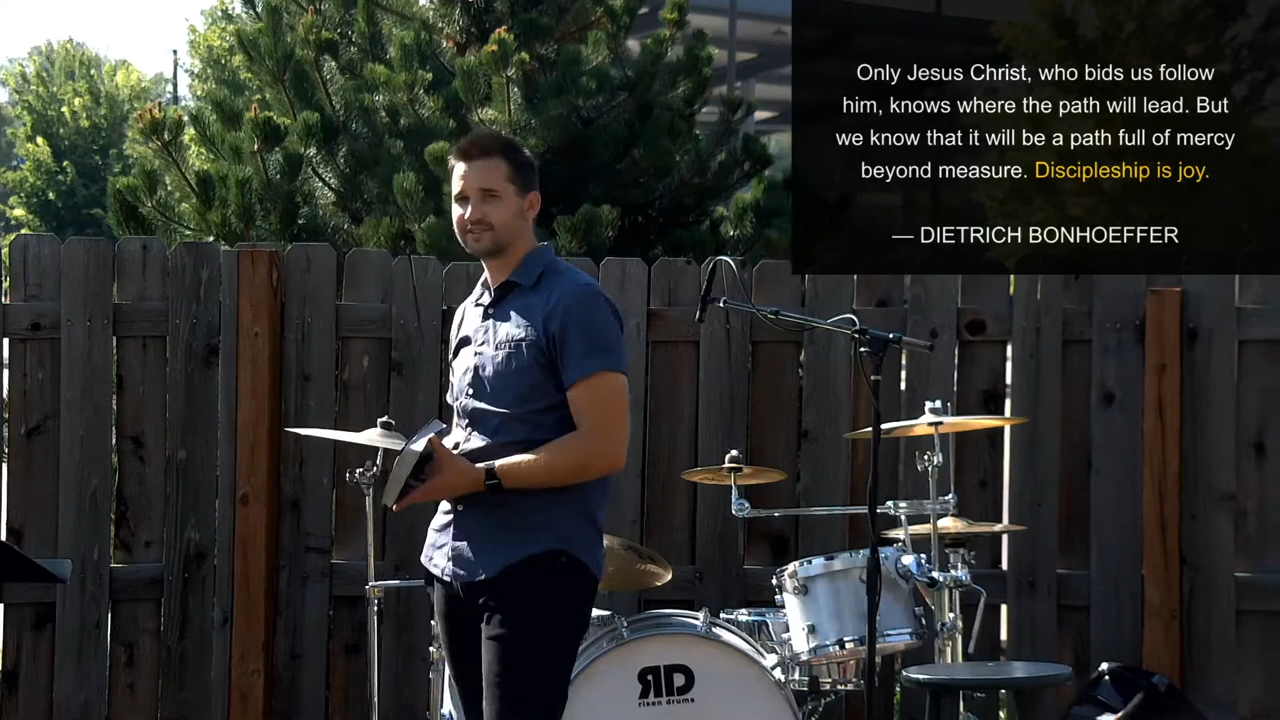 Only Jesus Christ, who bids us follow
him, knows where the path will lead. But
we know that it will be a path full of mercy
beyond measure. Discipleship is joy.
— DIETRICH BONHOEFFER
RD
risen drums